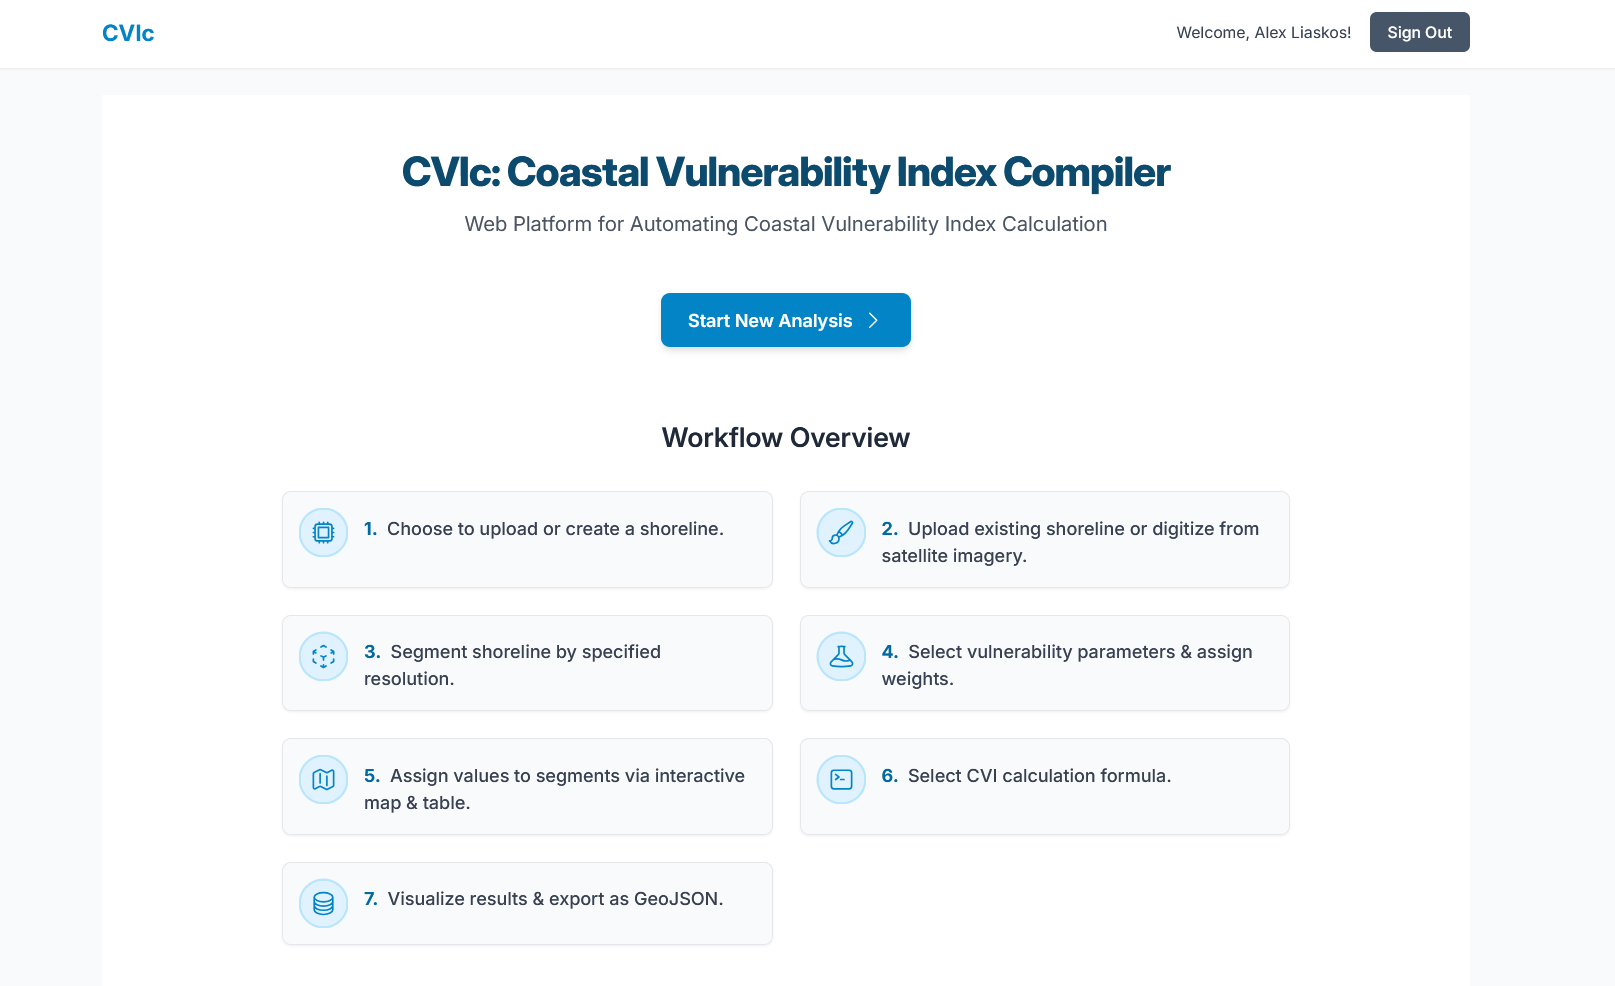 CVIc
Welcome, Alex Liaskos!
Sign Out
CVIc: Coastal Vulnerability Index Compiler
Web Platform for Automating Coastal Vulnerability Index Calculation
Start New Analysis
Workflow Overview
1. Choose to upload or create a shoreline.
2. Upload existing shoreline or digitize from
satellite imagery.
3. Segment shoreline by specified
resolution.
4. Select vulnerability parameters & assign
weights.
5. Assign values to segments via interactive
map & table.
6. Select CVI calculation formula.
7. Visualize results & export as GeoJSON.